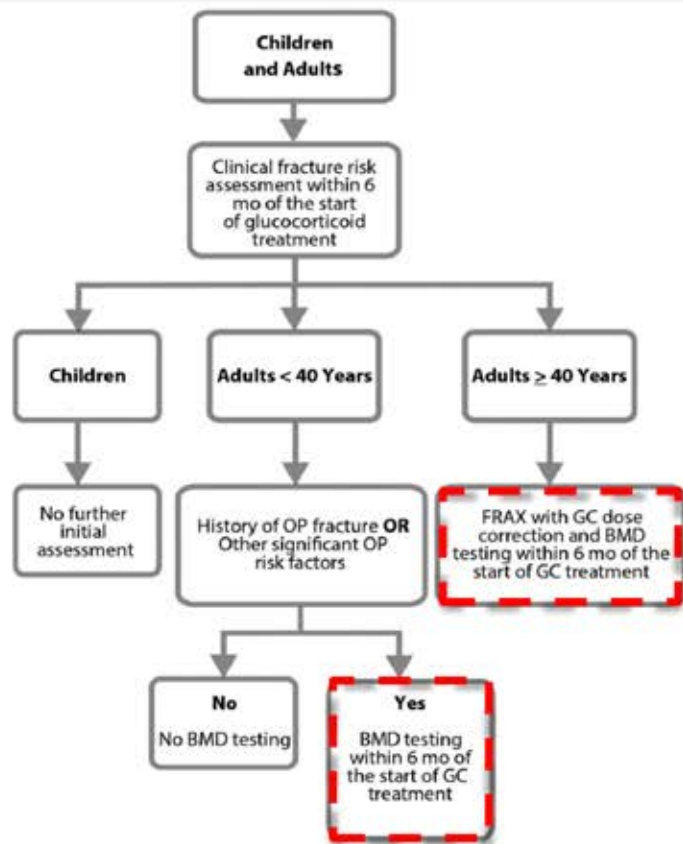 Children
and Adults
Clinical fracture risk
assessment within 6
mo of the start
of glucocorticoid
treatment
Children
Adults < 40 Years
Adults ≥ 40 Years
No further
initial
assessment
History of OP fracture OR
Other significant OP
risk factors
FRAX with GC dose
correction and BMD
testing within 6 mo of the
start of GC treatment
No
No BMD testing
Yes
BMD testing
within 6 mo of
the start of GC
treatment